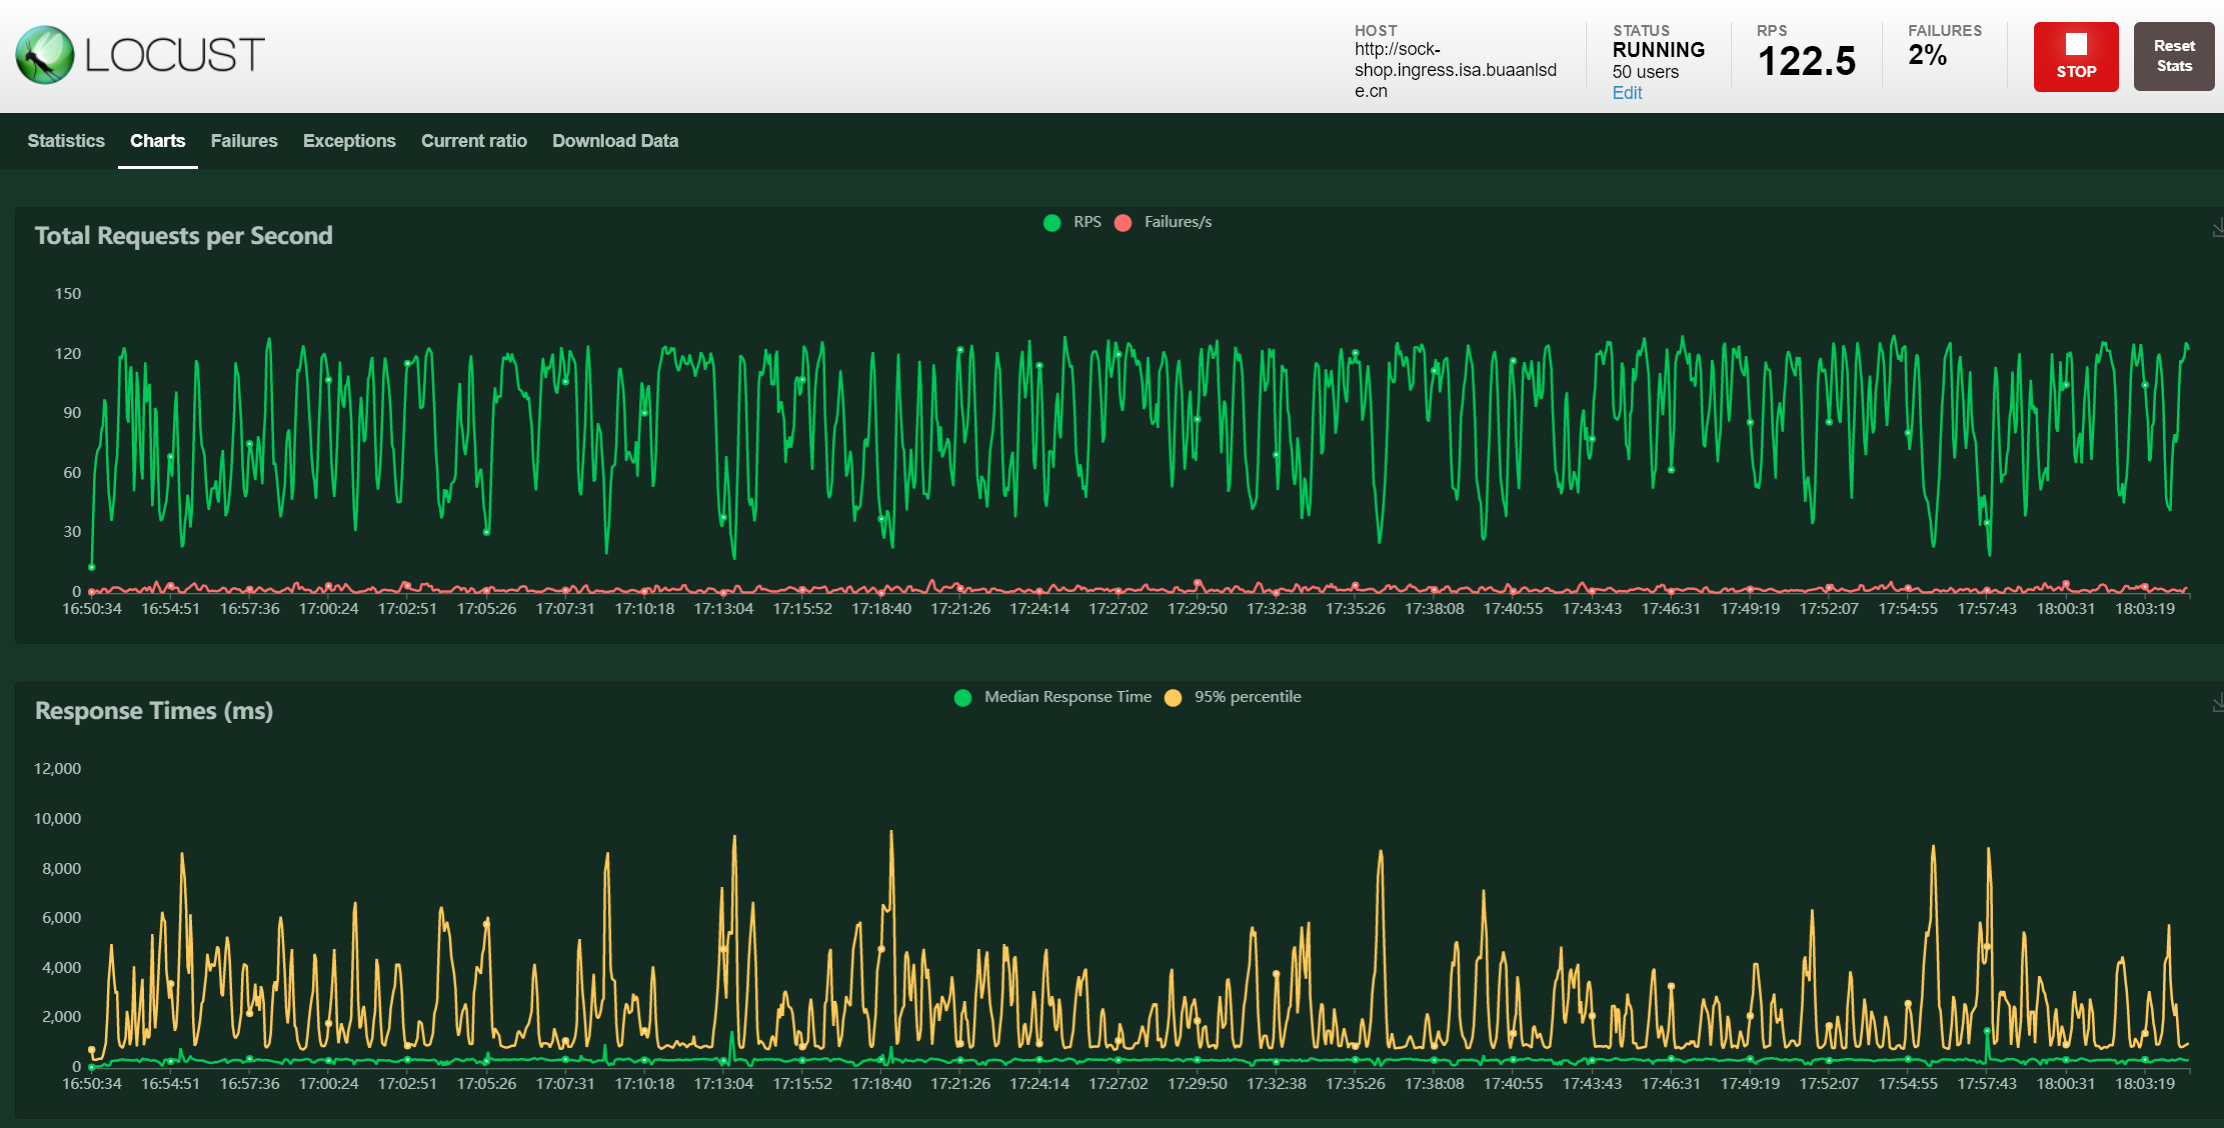 LOCUST
HOST
http://sock-
shop.ingress.isa.buaanlsd
e.cn
STATUS
RUNNING
50 users
Edit
RPS
122.5
FAILURES
2%
STOP
Reset
Stats
Statistics Charts Failures Exceptions Current ratio Download Data
Total Requests per Second
RPS Failures/s
150
120
90
60
30
0
16:50:34 16:54:51 16:57:36 17:00:24 17:02:51 17:05:26 17:07:31 17:10:18 17:13:04 17:15:52 17:18:40 17:21:26 17:24:14 17:27:02 17:29:50 17:32:38 17:35:26 17:38:08 17:40:55 17:43:43 17:46:31 17:49:19 17:52:07 17:54:55 17:57:43 18:00:31 18:03:19
Response Times (ms)
Median Response Time 95% percentile
12,000
10,000
8,000
6,000
4,000
2,000
0
16:50:34 16:54:51 16:57:36 17:00:24 17:02:51 17:05:26 17:07:31 17:10:18 17:13:04 17:15:52 17:18:40 17:21:26 17:24:14 17:27:02 17:29:50 17:32:38 17:35:26 17:38:08 17:40:55 17:43:43 17:46:31 17:49:19 17:52:07 17:54:55 17:57:43 18:00:31 18:03:19